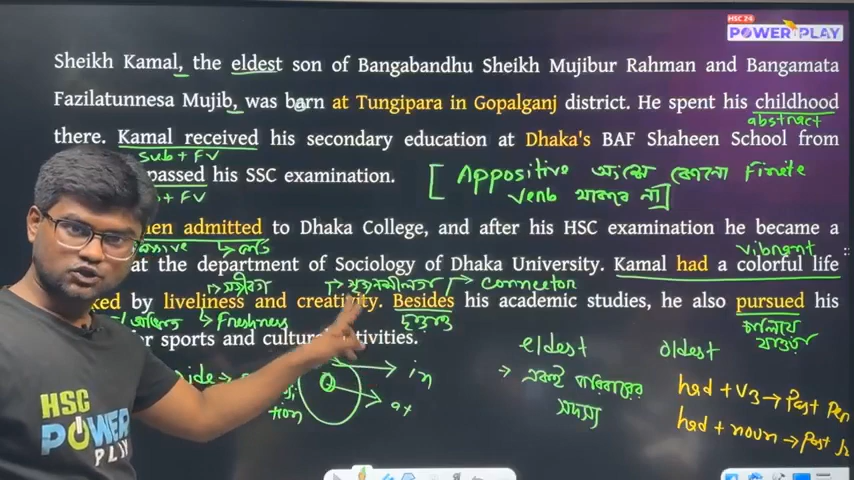 HSC 24
POWER PLAY
Sheikh Kamal, the eldest son of Bangabandhu Sheikh Mujibur Rahman and Bangamata
Fazilatunnesa Mujib, was born at Tungipara in Gopalganj district. He spent his childhood
abstract
there. Kamal received his secondary education at Dhaka's BAF Shaheen School from
Sub + FV
passed his SSC examination.
[ Appositive কোনো Finite
Verb থাকবে না ]
admitted to Dhaka College, and after his HSC examination he became a
vibrant
at the department of Sociology of Dhaka University. Kamal had a colorful life
Connector
by liveliness and creativity. Besides his academic studies, he also pursued his
Freshness
sports and cultural activities.
eldest oldest
in
→ একই পরিবারের
সদস্য
at
tion
had + V3 → Past
had + noun → Past
HSC
POWER
PLAY